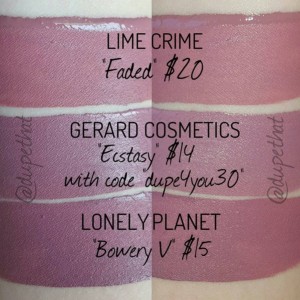 LIME CRIME
"Faded" $20
GERARD COSMETICS
"Ecstasy" $14
with code "dupe4you30"
LONELY PLANET
"Bowery V" $15
@dupethat
@dupethat